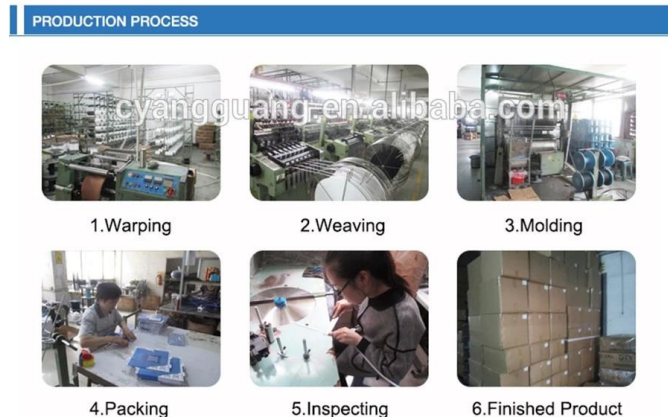 PRODUCTION PROCESS
cyangguang.en.alibaba.com
1.Warping
2.Weaving
3.Molding
4.Packing
5.Inspecting
6.Finished Product